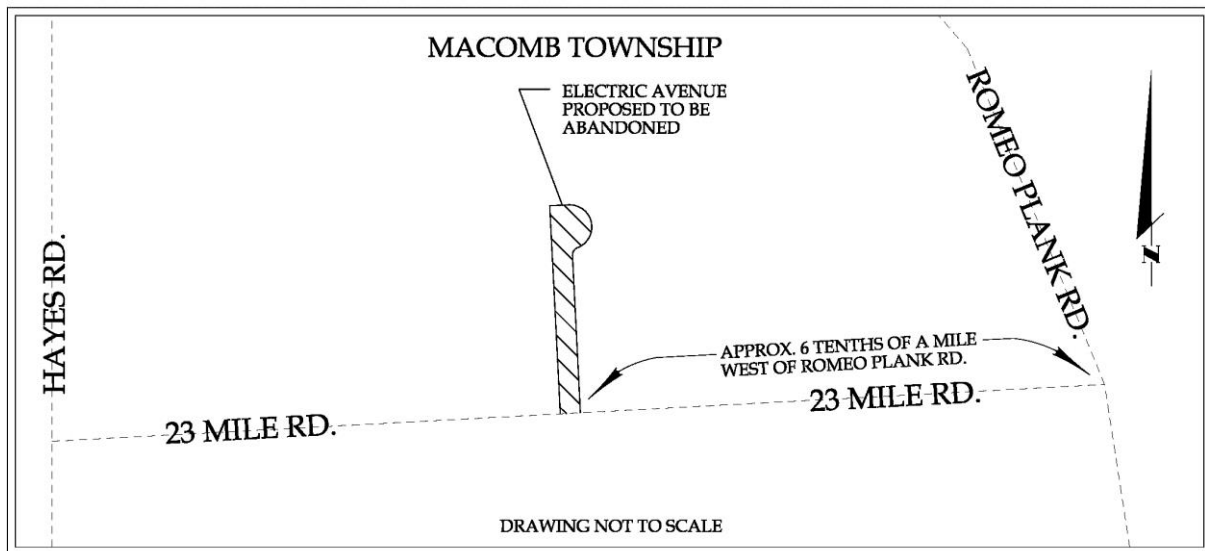 MACOMB TOWNSHIP
ELECTRIC AVENUE
PROPOSED TO BE
ABANDONED
ROMEO PLANK RD.
N
HAYES RD.
APPROX. 6 TENTHS OF A MILE
WEST OF ROMEO PLANK RD.
23 MILE RD.
23 MILE RD.
DRAWING NOT TO SCALE